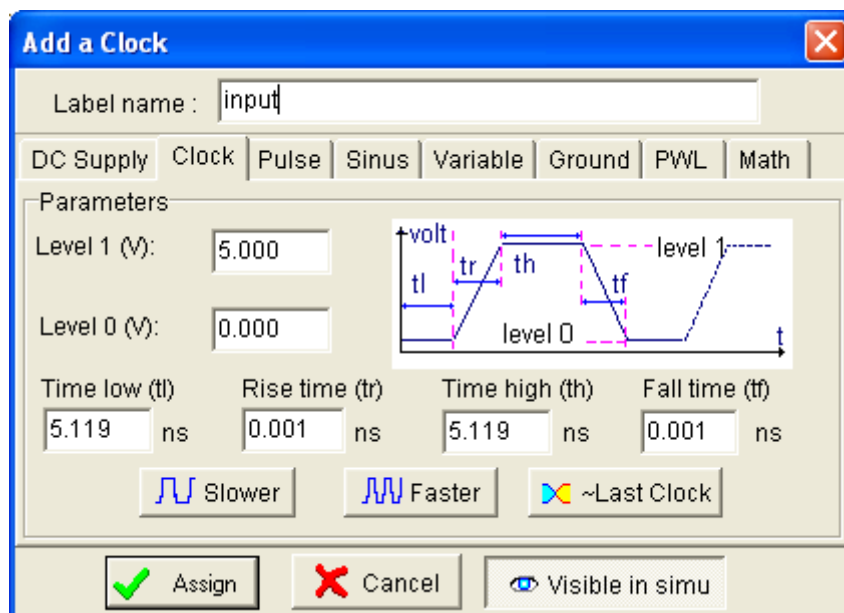 Add a Clock
Label name : input
DC Supply Clock Pulse Sinus Variable Ground PWL Math
Parameters
Level 1 (V): 5.000
volt
level 1
tr th
tl tf
Level 0 (V): 0.000
level 0 t
Time low (tl) Rise time (tr) Time high (th) Fall time (tf)
5.119 ns 0.001 ns 5.119 ns 0.001 ns
Slower Faster ~Last Clock
Assign Cancel Visible in simu